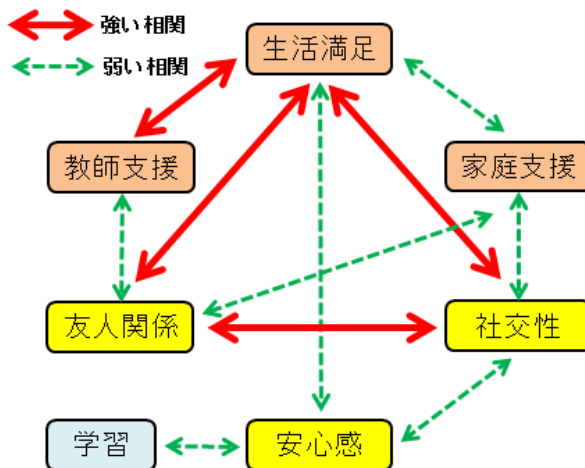 強い相関
弱い相関
生活満足
教師支援
家庭支援
友人関係
社交性
学習
安心感